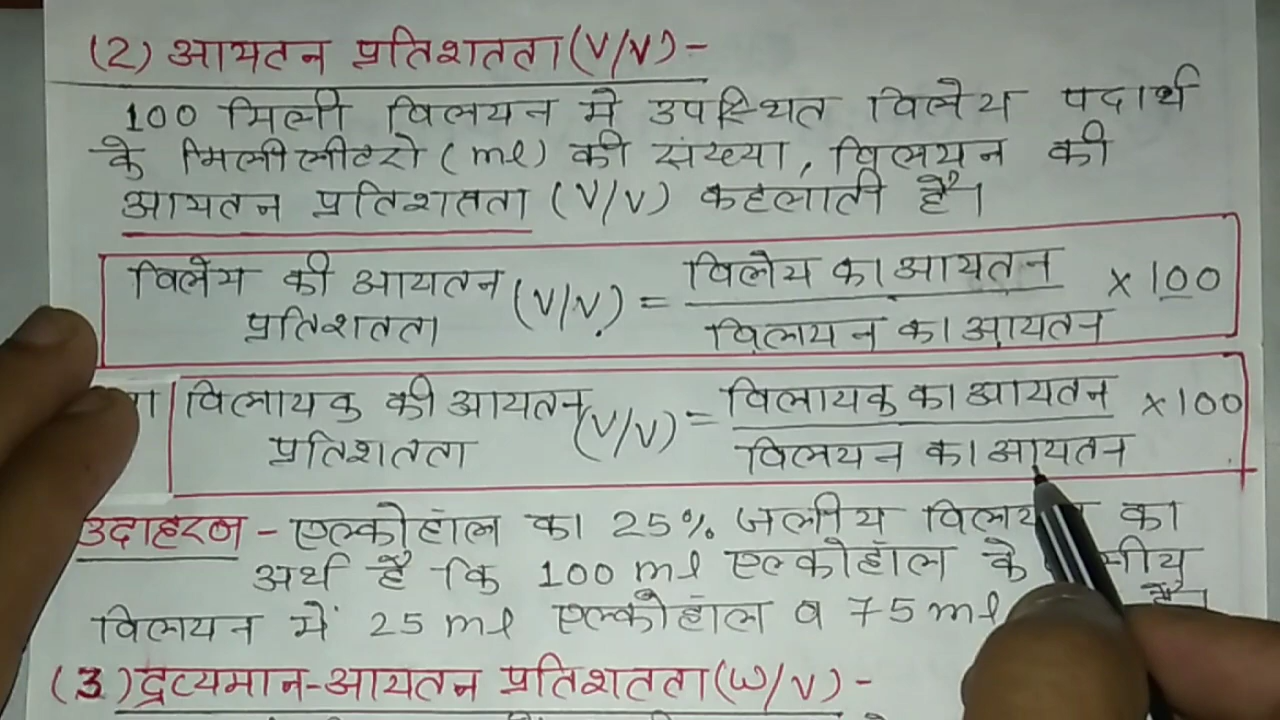 (2) आयतन प्रतिशतता (V/V) -
100 मिली विलयन मे उपस्थित विलेय पदार्थ
के मिलीलीटरो (ml) की संख्या, विलयन की
आयतन प्रतिशतता (V/V) कहलाती है।
विलेय की आयतन प्रतिशतता (V/V) = विलेय का आयतन / विलयन का आयतन × 100
विलायक की आयतन प्रतिशतता (V/V) = विलायक का आयतन / विलयन का आयतन × 100
उदाहरण - एल्कोहॉल का 25% जलीय विलयन का
अर्थ है कि 100 ml एल्कोहॉल के
विलयन में 25 ml एल्कोहॉल व 75 ml है।
(3) द्रव्यमान-आयतन प्रतिशतता (W/V) -